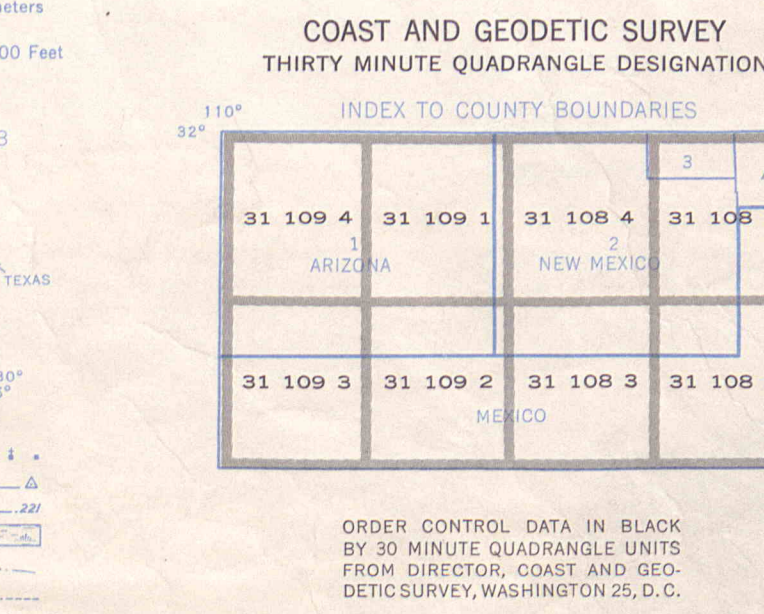 COAST AND GEODETIC SURVEY
THIRTY MINUTE QUADRANGLE DESIGNATION
INDEX TO COUNTY BOUNDARIES
110°
32°
3
31 109 4 31 109 1 31 108 4 31 108
1 2
ARIZONA NEW MEXICO
31 109 3 31 109 2 31 108 3 31 108
MEXICO
ORDER CONTROL DATA IN BLACK
BY 30 MINUTE QUADRANGLE UNITS
FROM DIRECTOR, COAST AND GEO-
DETIC SURVEY, WASHINGTON 25, D.C.
00 Feet
TEXAS
.221